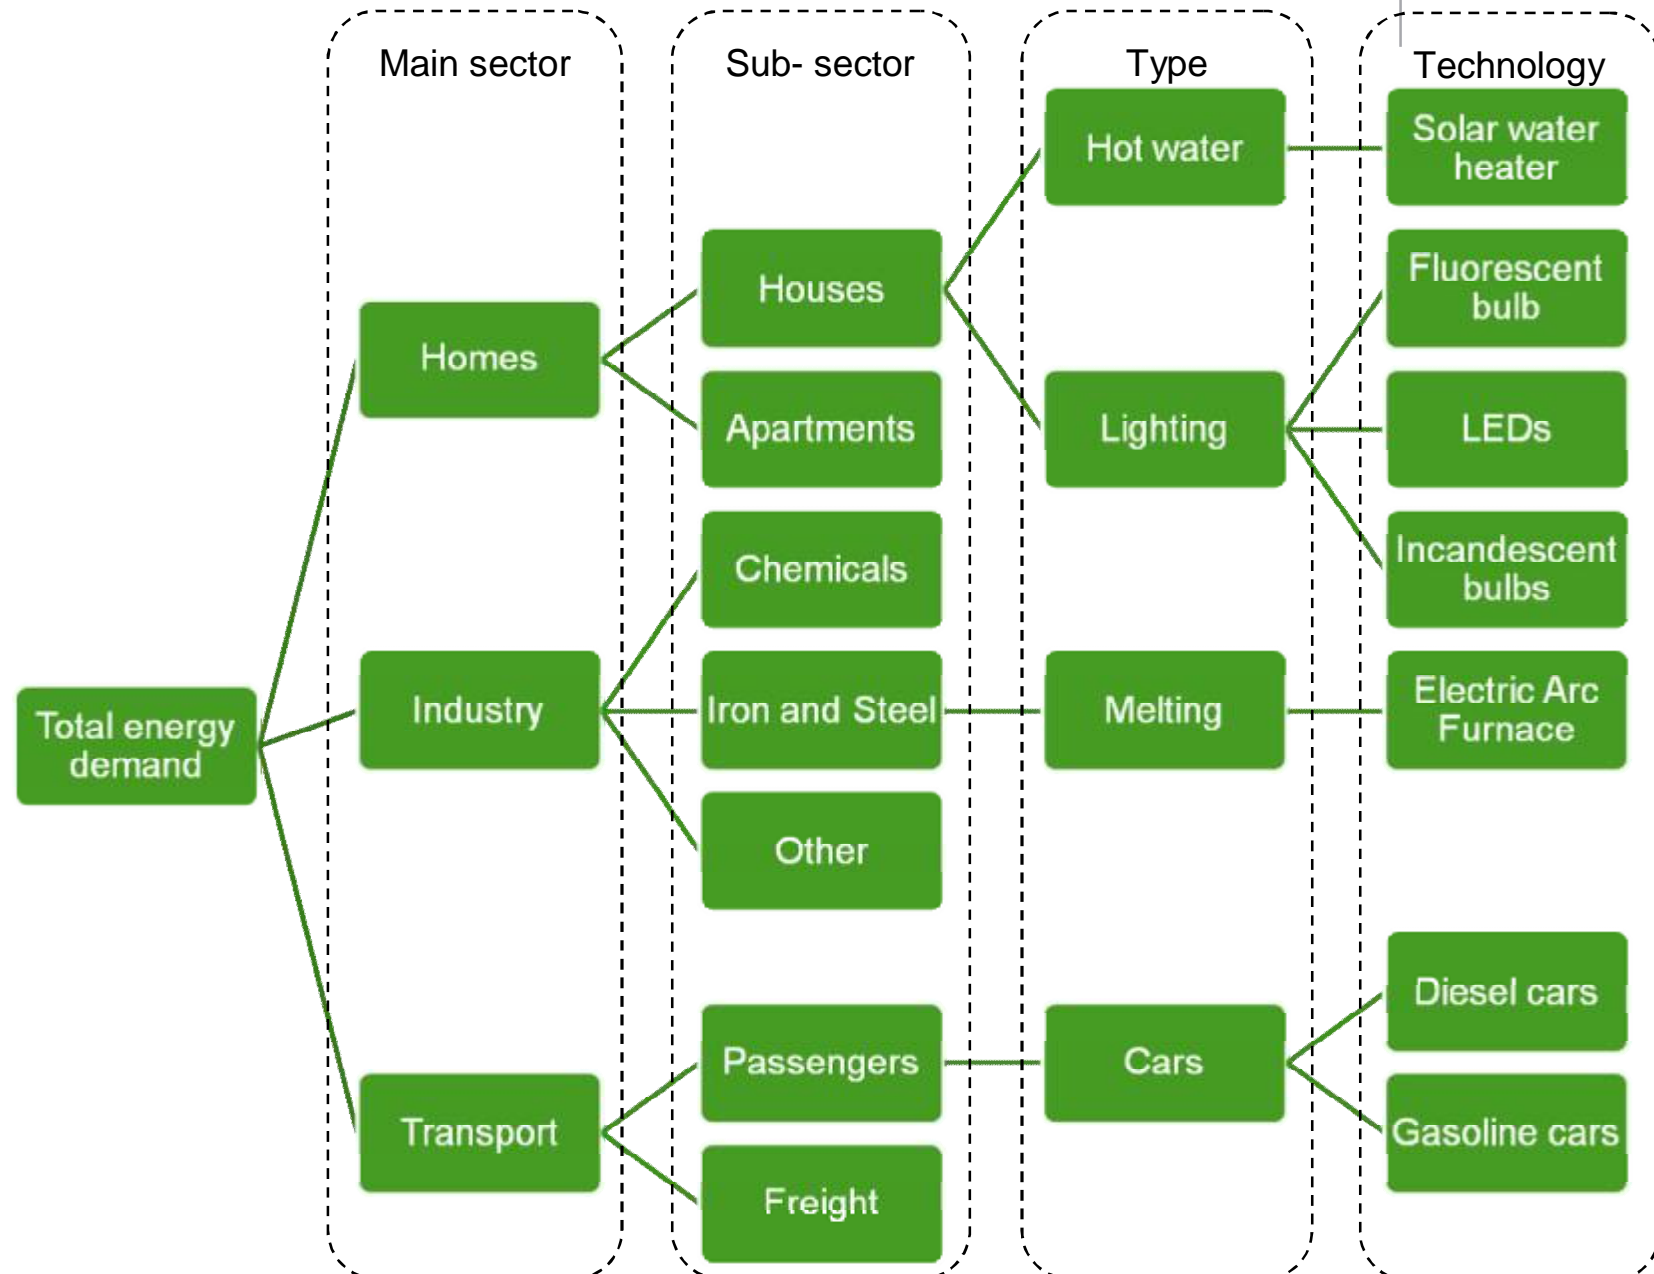 Main sector
Sub- sector
Type
Technology
Hot water
Solar water
heater
Houses
Fluorescent
bulb
Homes
Apartments
Lighting
LEDs
Chemicals
Incandescent
bulbs
Total energy
demand
Industry
Iron and Steel
Melting
Electric Arc
Furnace
Other
Diesel cars
Passengers
Cars
Transport
Gasoline cars
Freight